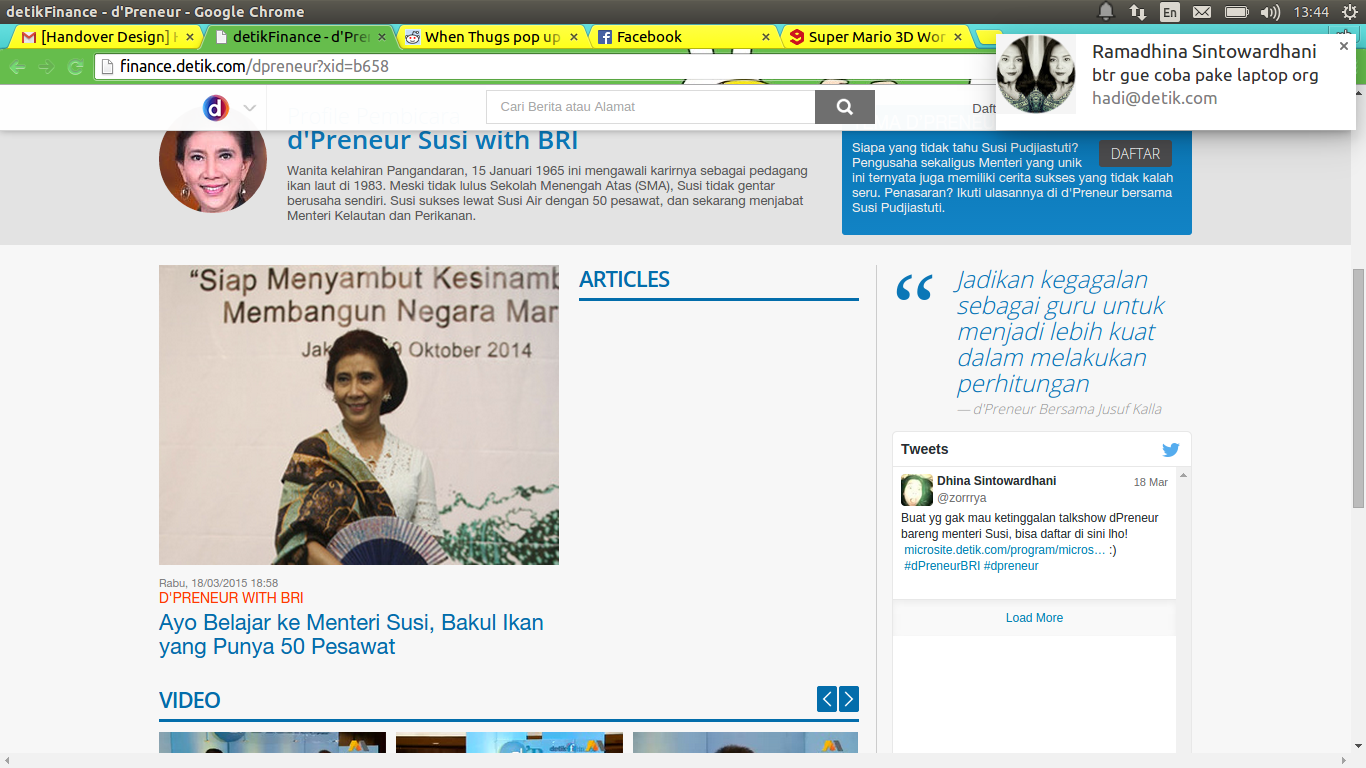 detikFinance - d'Preneur - Google Chrome
En
13:44
[Handover Design]
detikFinance - d'Pre
When Thugs pop up
Facebook
Super Mario 3D Wor
finance.detik.com/dpreneur?xid=b658
Ramadhina Sintowardhani
btr gue coba pake laptop org
hadi@detik.com
d
Cari Berita atau Alamat
Daft
d'Preneur Susi with BRI
Wanita kelahiran Pangandaran, 15 Januari 1965 ini mengawali karirnya sebagai pedagang
ikan laut di 1983. Meski tidak lulus Sekolah Menengah Atas (SMA), Susi tidak gentar
berusaha sendiri. Susi sukses lewat Susi Air dengan 50 pesawat, dan sekarang menjabat
Menteri Kelautan dan Perikanan.
Siapa yang tidak tahu Susi Pudjiastuti?
Pengusaha sekaligus Menteri yang unik
ini ternyata juga memiliki cerita sukses yang tidak kalah
seru. Penasaran? Ikuti ulasannya di d'Preneur bersama
Susi Pudjiastuti.
DAFTAR
“Siap Menyambut Kesinamb
Membangun Negara Mar
Jak 9 Oktober 2014
Rabu, 18/03/2015 18:58
D'PRENEUR WITH BRI
Ayo Belajar ke Menteri Susi, Bakul Ikan
yang Punya 50 Pesawat
ARTICLES
“ Jadikan kegagalan
sebagai guru untuk
menjadi lebih kuat
dalam melakukan
perhitungan
— d'Preneur Bersama Jusuf Kalla
Tweets
Dhina Sintowardhani
18 Mar
@zorrrya
Buat yg gak mau ketinggalan talkshow dPreneur
bareng menteri Susi, bisa daftar di sini lho!
microsite.detik.com/program/micros… :)
#dPreneurBRI #dpreneur
Load More
VIDEO